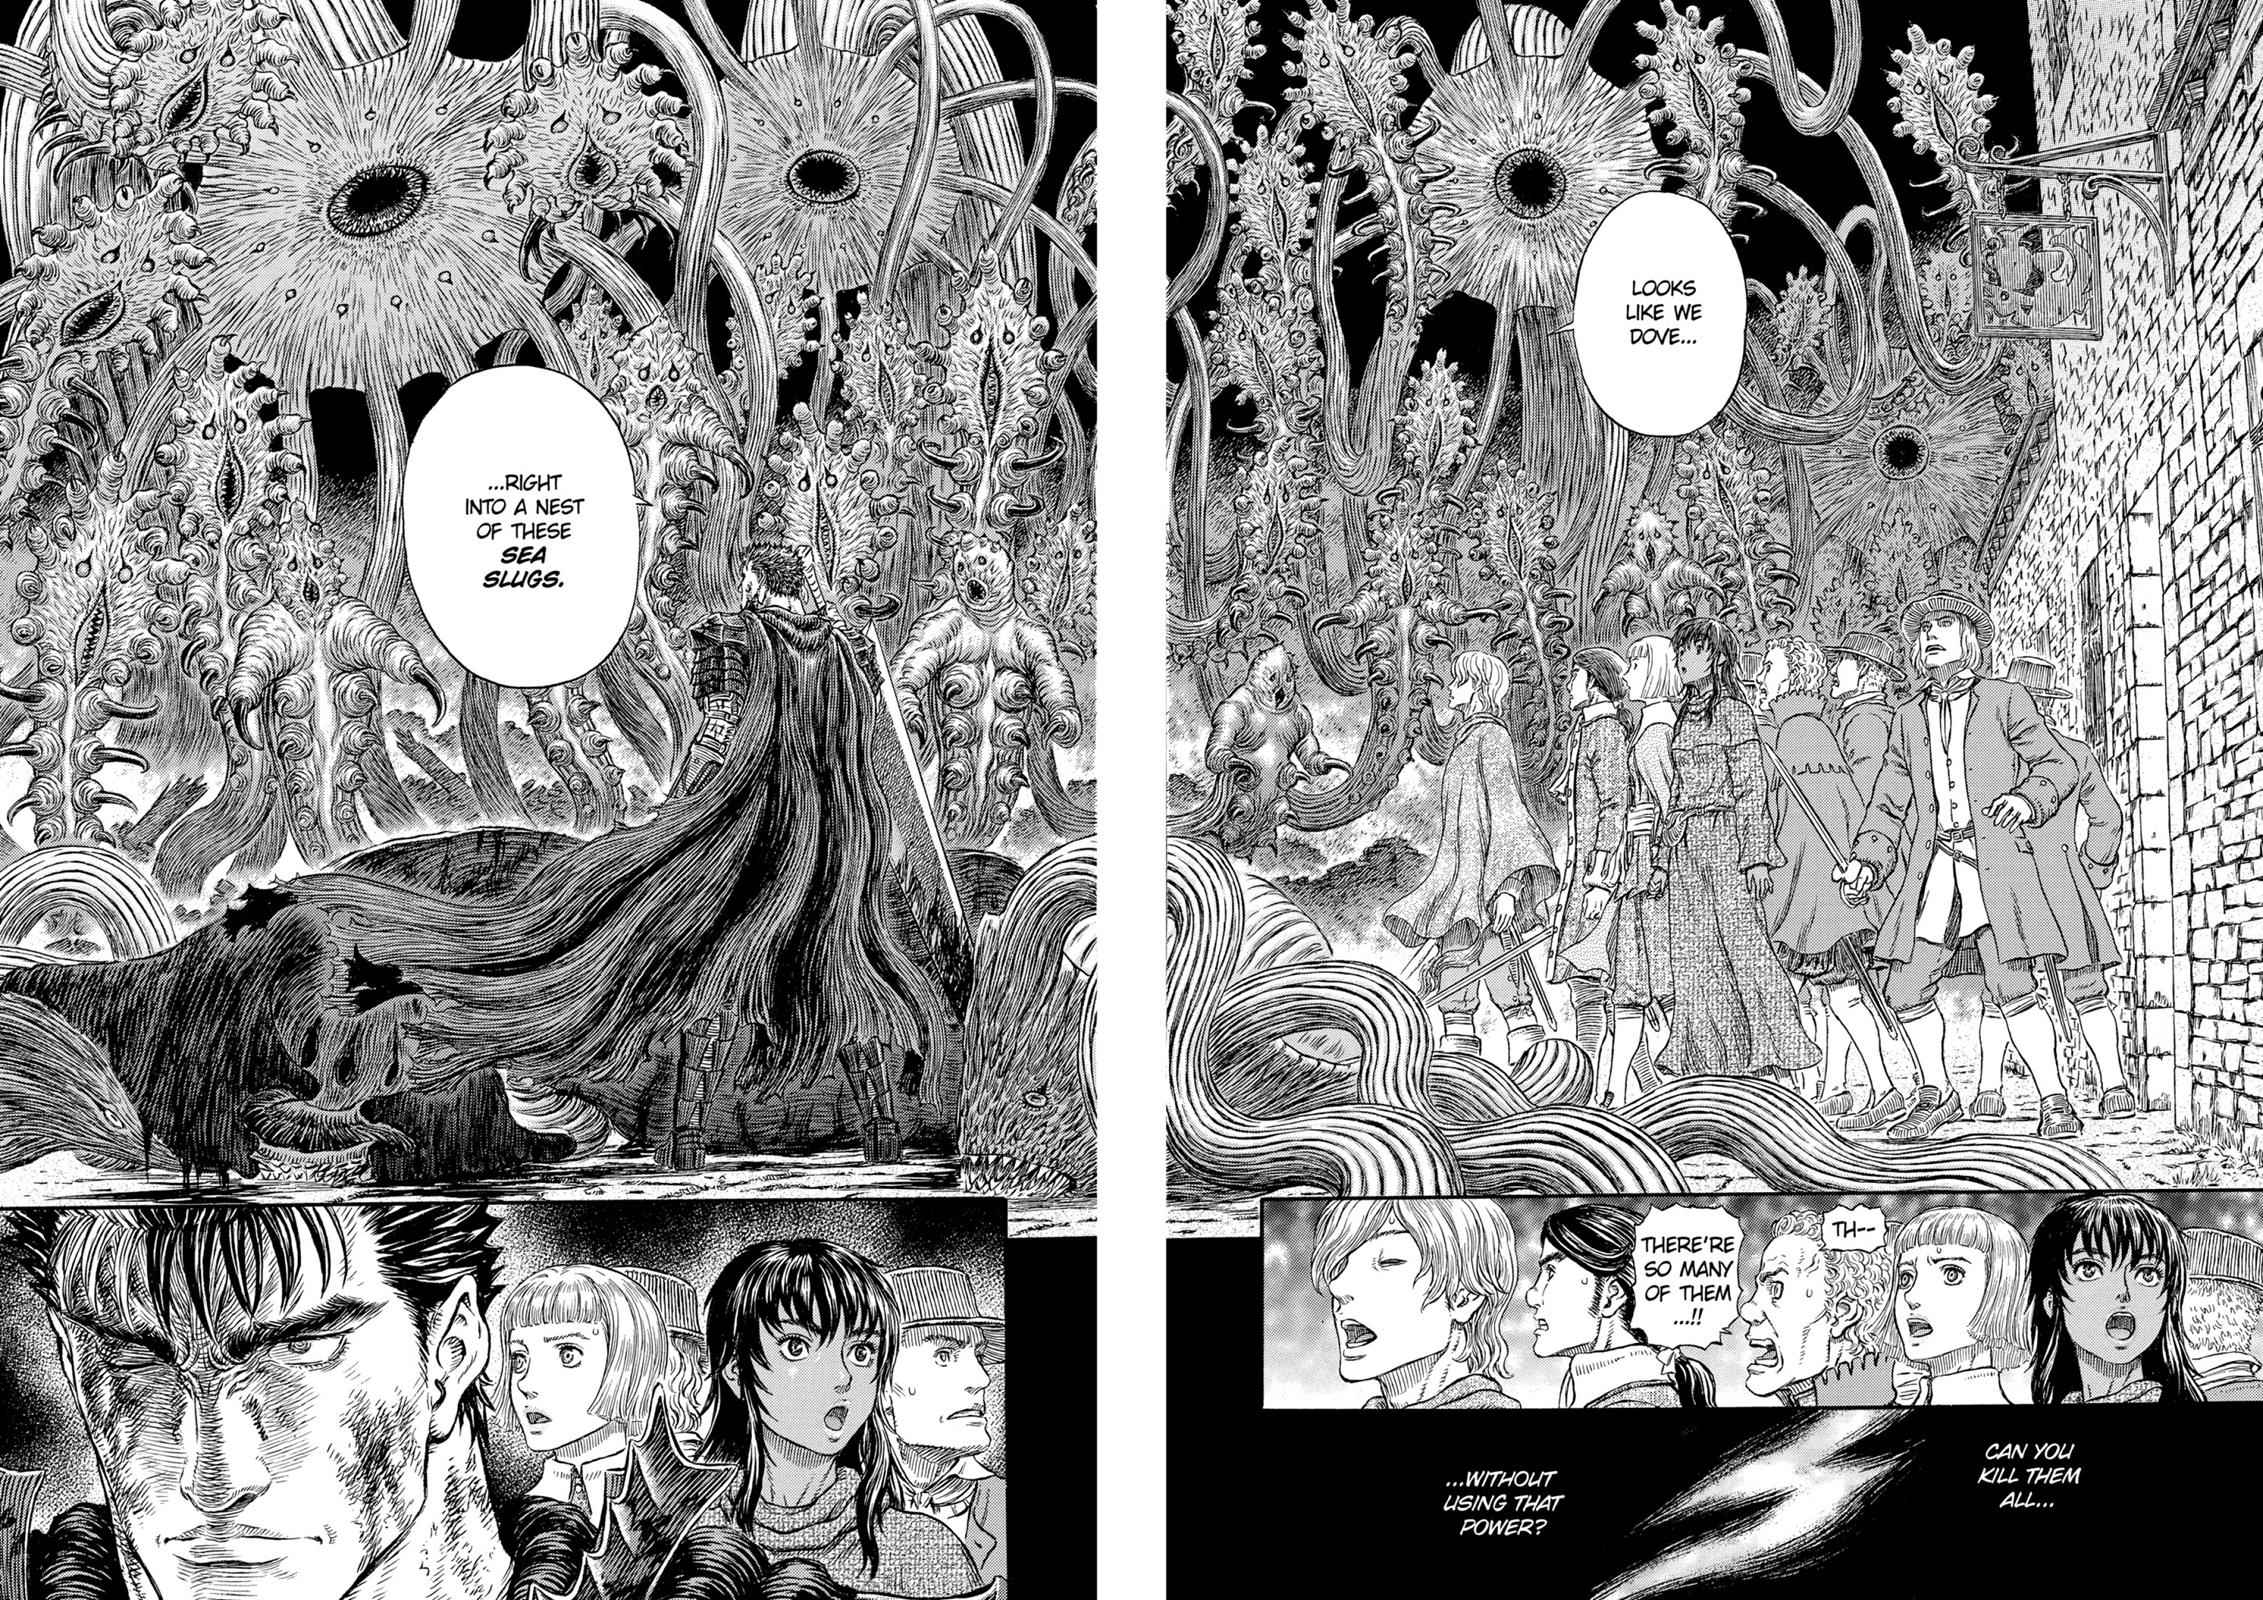 LOOKS
LIKE WE
DOVE...
...RIGHT
INTO A NEST
OF THESE
SEA
SLUGS.
TH--
THERE'RE
SO MANY
OF THEM
...!!
CAN YOU
KILL THEM
ALL...
...WITHOUT
USING THAT
POWER?